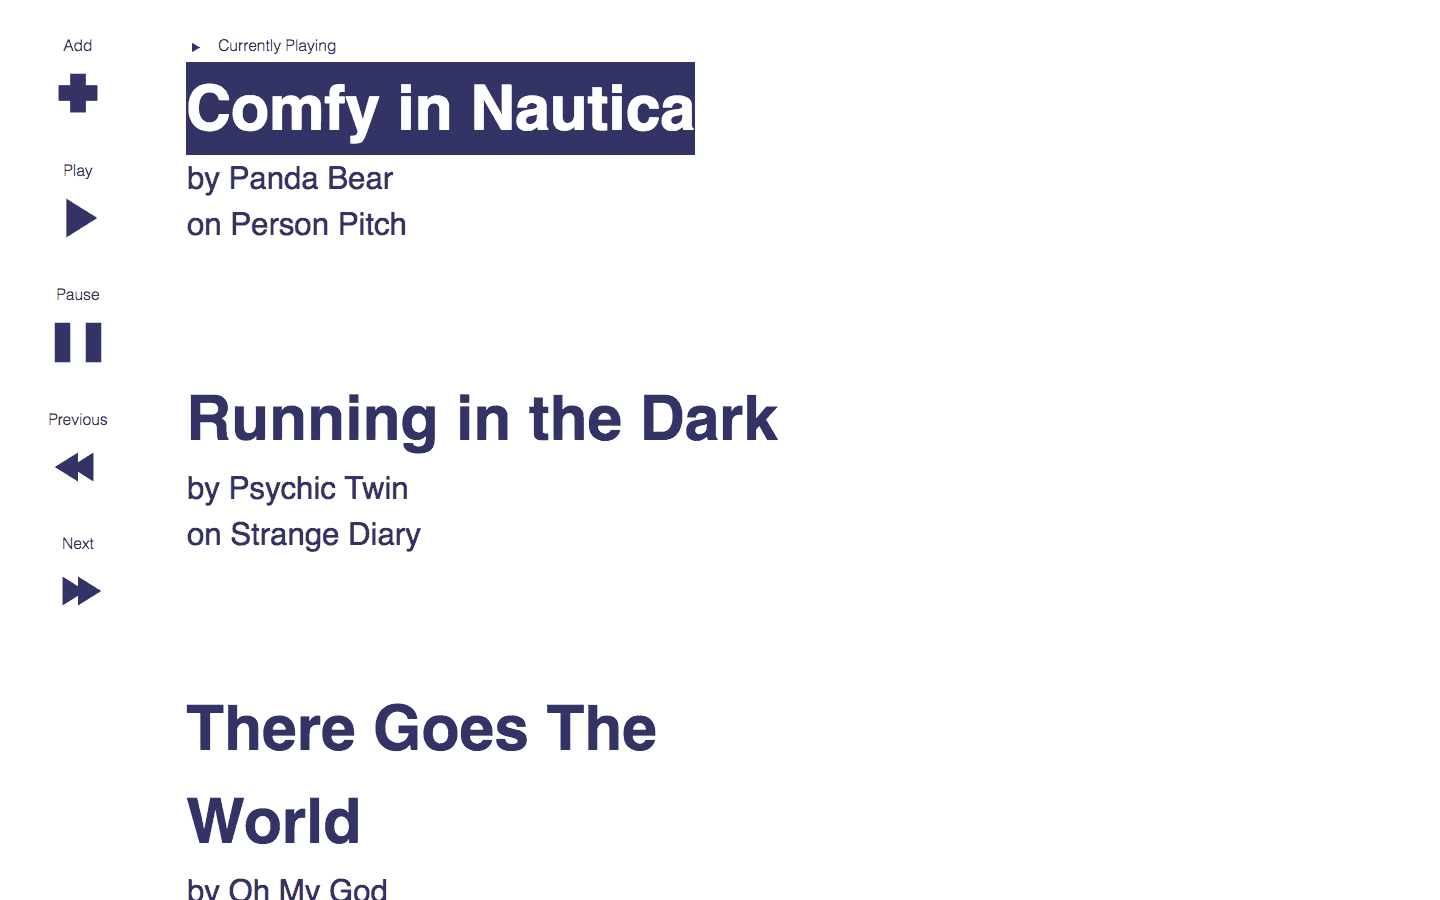 Add
Play
Pause
Previous
Next
Currently Playing
Comfy in Nautica
by Panda Bear
on Person Pitch
Running in the Dark
by Psychic Twin
on Strange Diary
There Goes The
World
by Oh My God